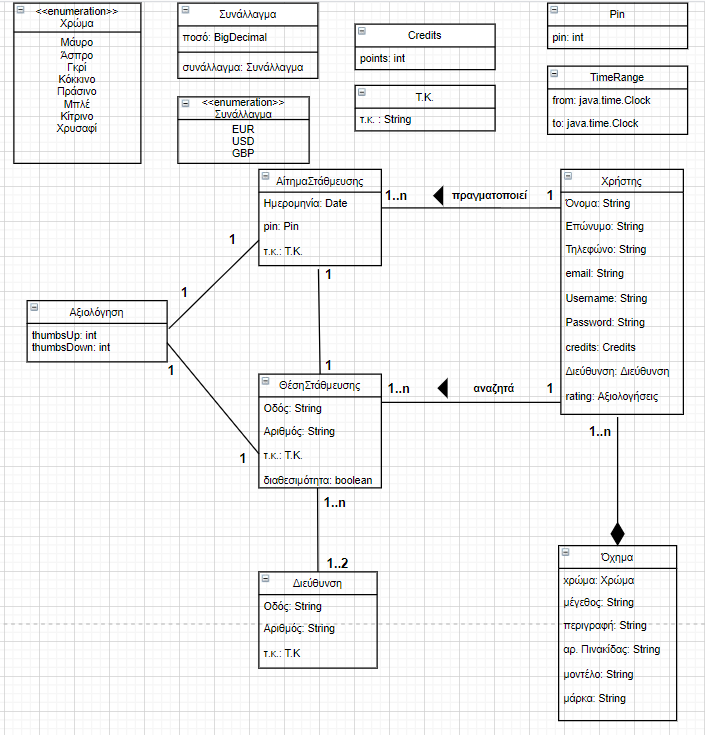 <<enumeration>>
Χρώμα
Μάυρο
Άσπρο
Γκρί
Κόκκινο
Πράσινο
Μπλέ
Κίτρινο
Χρυσαφί
Συνάλλαγμα
ποσό: BigDecimal
συνάλλαγμα: Συνάλλαγμα
<<enumeration>>
Συνάλλαγμα
EUR
USD
GBP
Credits
points: int
Τ.Κ.
τ.κ. : String
Pin
pin: int
TimeRange
from: java.time.Clock
to: java.time.Clock
ΑίτημαΣτάθμευσης
Ημερομηνία: Date
pin: Pin
τ.κ.: Τ.Κ.
1..n
πραγματοποιεί
1
Χρήστης
Όνομα: String
Επώνυμο: String
Τηλεφώνο: String
email: String
Username: String
Password: String
credits: Credits
Διεύθυνση: Διεύθυνση
rating: Αξιολογήσεις
1
1
1
1
Αξιολόγηση
thumbsUp: int
thumbsDown: int
1
1
ΘέσηΣτάθμευσης
Οδός: String
Αριθμός: String
τ.κ.: Τ.Κ.
διαθεσιμότητα: boolean
1..n
αναζητά
1
1..n
1..n
1..2
Διεύθυνση
Οδός: String
Αριθμός: String
τ.κ.: Τ.Κ
Όχημα
χρώμα: Χρώμα
μέγεθος: String
περιγραφή: String
αρ. Πινακίδας: String
μοντέλο: String
μάρκα: String